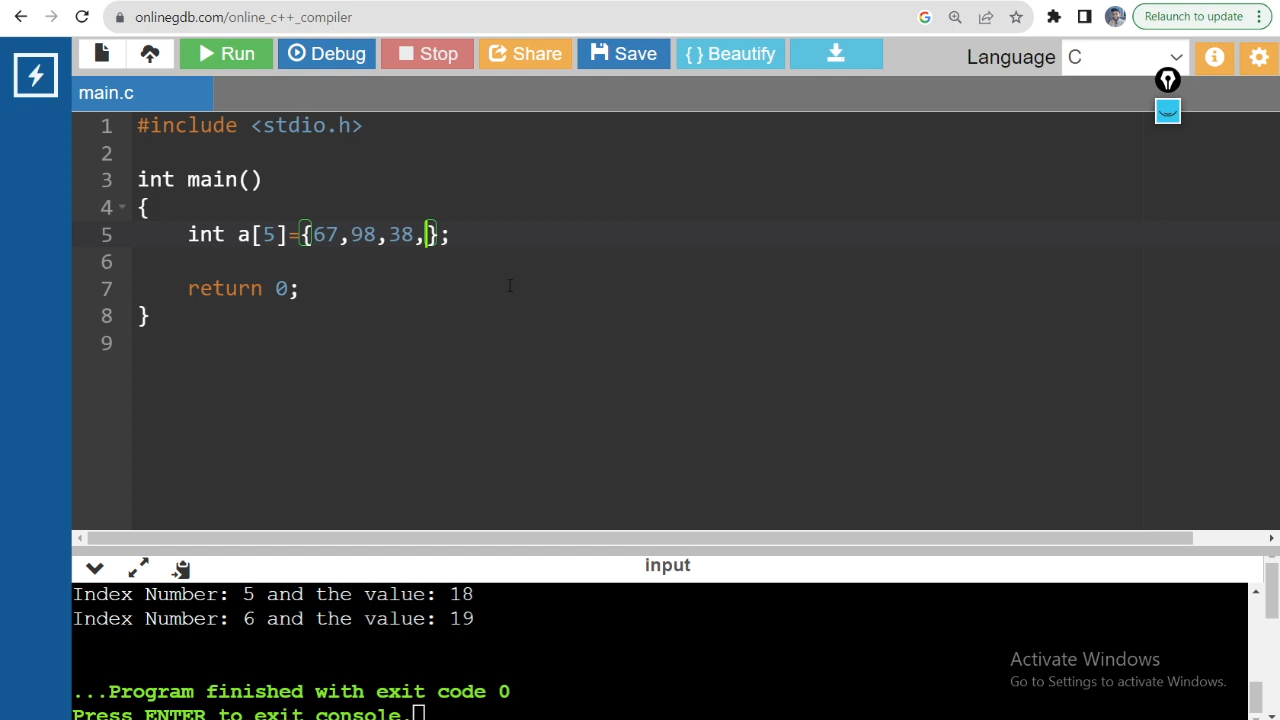 onlinegdb.com/online_c++_compiler
Relaunch to update
Run
Debug
Stop
Share
Save
{ } Beautify
Language C
main.c
1 #include <stdio.h>
2
3 int main()
4 {
5 int a[5]={67,98,38,};
6
7 return 0;
8 }
9
input
Index Number: 5 and the value: 18
Index Number: 6 and the value: 19
...Program finished with exit code 0
Press ENTER to exit console.
Activate Windows
Go to Settings to activate Windows.